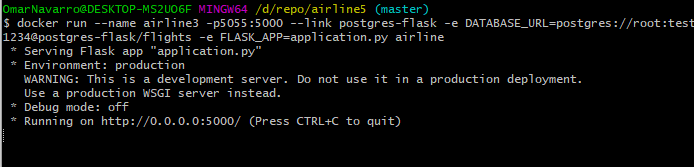 OmarNavarro@DESKTOP-MS2UO6F MINGW64 /d/repo/airline5 (master)
$ docker run --name airline3 -p5055:5000 --link postgres-flask -e DATABASE_URL=postgres://root:test
1234@postgres-flask/flights -e FLASK_APP=application.py airline
 * Serving Flask app "application.py"
 * Environment: production
   WARNING: This is a development server. Do not use it in a production deployment.
   Use a production WSGI server instead.
 * Debug mode: off
 * Running on http://0.0.0.0:5000/ (Press CTRL+C to quit)